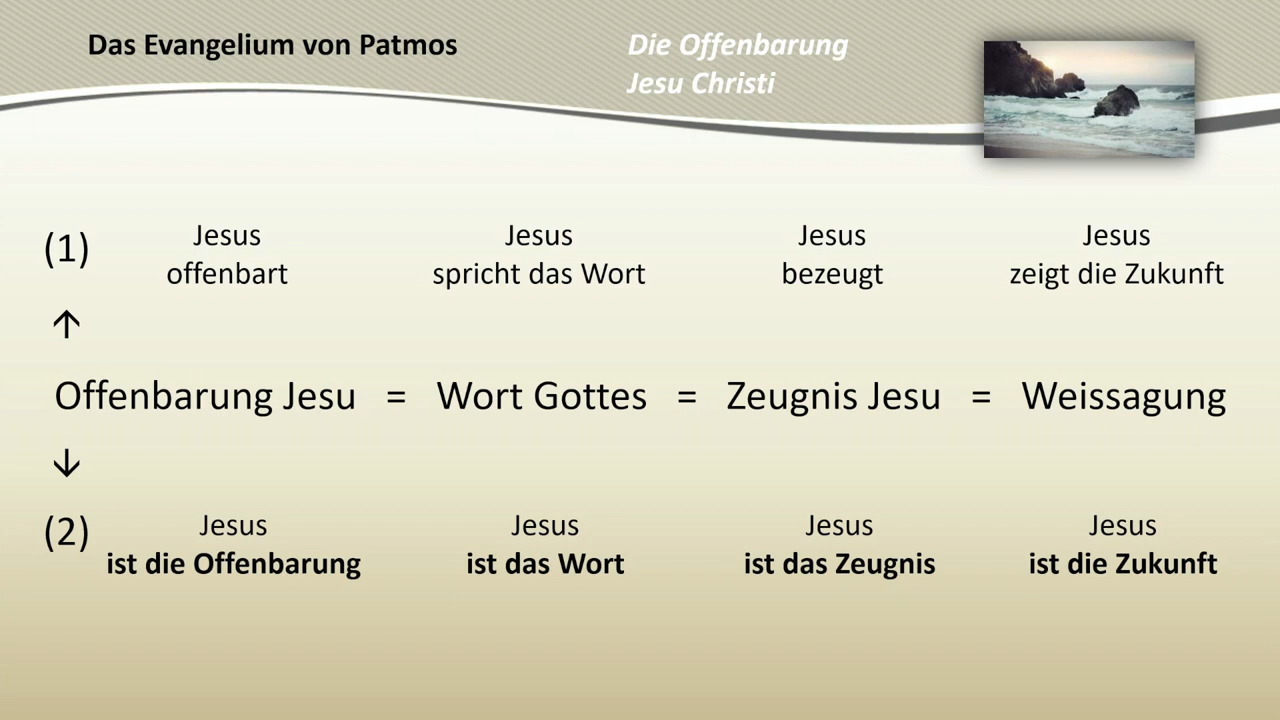 Das Evangelium von Patmos
Die Offenbarung
Jesu Christi
(1)
Jesus
offenbart
Jesus
spricht das Wort
Jesus
bezeugt
Jesus
zeigt die Zukunft
↑
Offenbarung Jesu = Wort Gottes = Zeugnis Jesu = Weissagung
↓
(2)
Jesus
ist die Offenbarung
Jesus
ist das Wort
Jesus
ist das Zeugnis
Jesus
ist die Zukunft